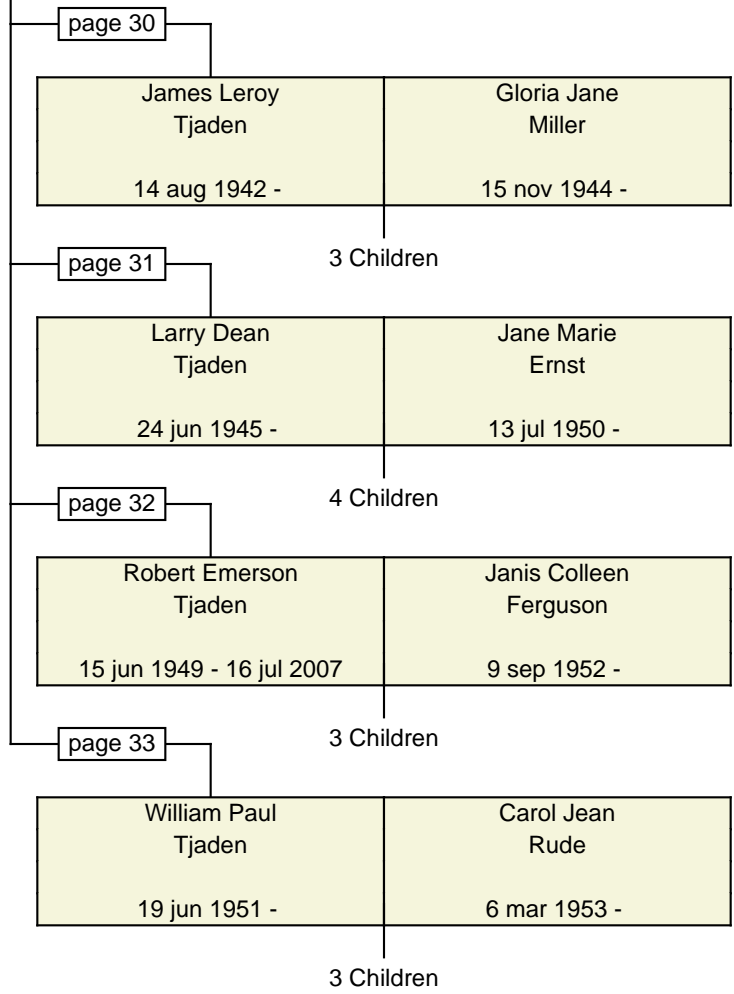 page 30
James Leroy
Tjaden
14 aug 1942 -
Gloria Jane
Miller
15 nov 1944 -
3 Children
page 31
Larry Dean
Tjaden
24 jun 1945 -
Jane Marie
Ernst
13 jul 1950 -
4 Children
page 32
Robert Emerson
Tjaden
15 jun 1949 - 16 jul 2007
Janis Colleen
Ferguson
9 sep 1952 -
3 Children
page 33
William Paul
Tjaden
19 jun 1951 -
Carol Jean
Rude
6 mar 1953 -
3 Children